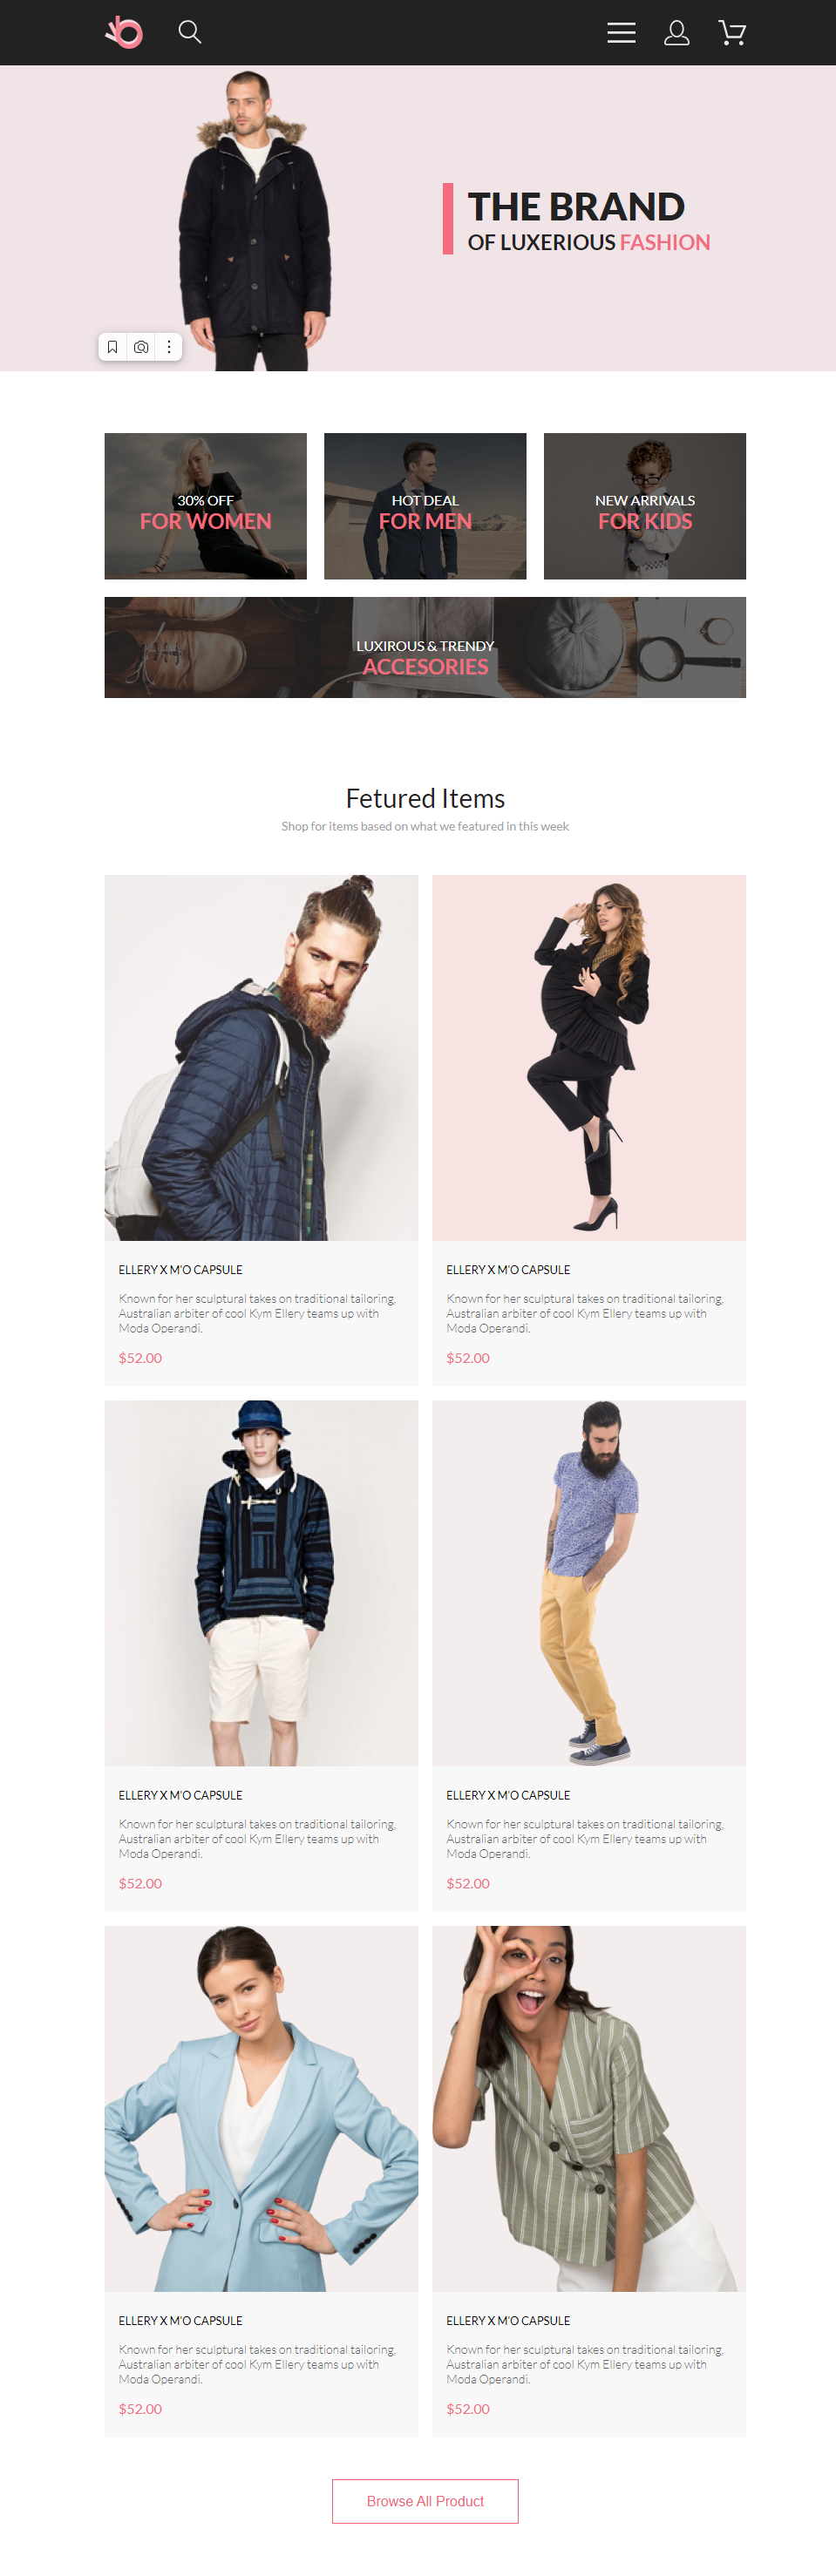 THE BRAND
OF LUXERIOUS FASHION
30% OFF
FOR WOMEN
HOT DEAL
FOR MEN
NEW ARRIVALS
FOR KIDS
LUXIROUS & TRENDY
ACCESORIES
Fetured Items
Shop for items based on what we featured in this week
ELLERY X M'O CAPSULE
Known for her sculptural takes on traditional tailoring,
Australian arbiter of cool Kym Ellery teams up with
Moda Operandi.
$52.00
ELLERY X M'O CAPSULE
Known for her sculptural takes on traditional tailoring,
Australian arbiter of cool Kym Ellery teams up with
Moda Operandi.
$52.00
ELLERY X M'O CAPSULE
Known for her sculptural takes on traditional tailoring,
Australian arbiter of cool Kym Ellery teams up with
Moda Operandi.
$52.00
ELLERY X M'O CAPSULE
Known for her sculptural takes on traditional tailoring,
Australian arbiter of cool Kym Ellery teams up with
Moda Operandi.
$52.00
ELLERY X M'O CAPSULE
Known for her sculptural takes on traditional tailoring,
Australian arbiter of cool Kym Ellery teams up with
Moda Operandi.
$52.00
ELLERY X M'O CAPSULE
Known for her sculptural takes on traditional tailoring,
Australian arbiter of cool Kym Ellery teams up with
Moda Operandi.
$52.00
Browse All Product